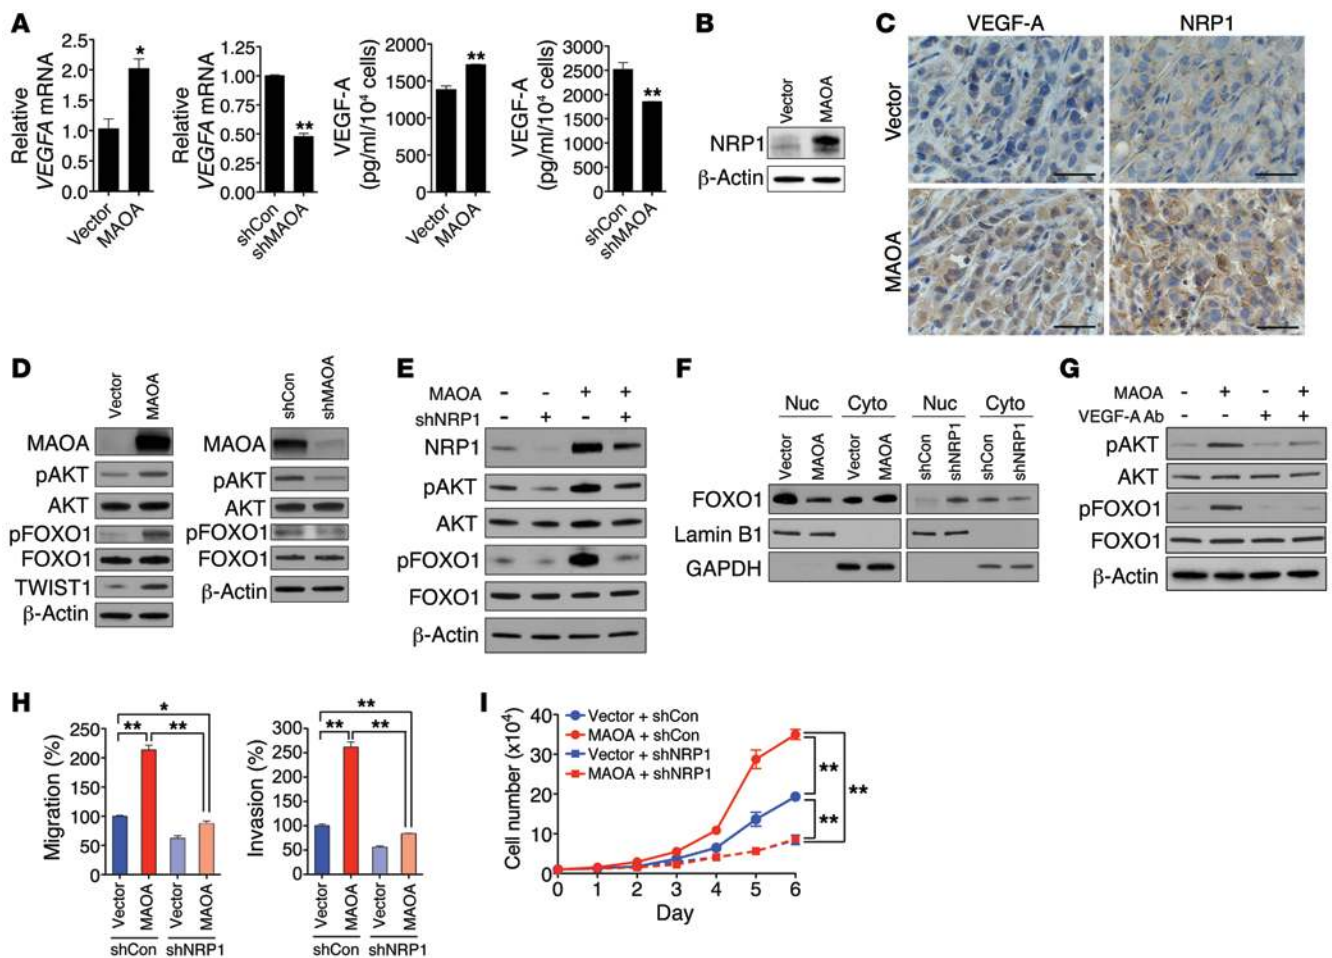 A
Relative
VEGFA mRNA
2.5
2.0
1.5
1.0
0.5
0.0
*
Vector
MAOA
Relative
VEGFA mRNA
1.25
1.00
0.75
0.50
0.25
0.00
**
shCon
shMAOA
VEGF-A
(pg/ml/10⁴ cells)
2000
1500
1000
500
0
**
Vector
MAOA
VEGF-A
(pg/ml/10⁴ cells)
3000
2500
2000
1500
1000
500
0
**
shCon
shMAOA
B
Vector
MAOA
NRP1
β-Actin
C
VEGF-A NRP1
Vector
MAOA
D
Vector
MAOA
MAOA
pAKT
AKT
pFOXO1
FOXO1
TWIST1
β-Actin
shCon
shMAOA
MAOA
pAKT
AKT
pFOXO1
FOXO1
β-Actin
E
MAOA - - + +
shNRP1 - + - +
NRP1
pAKT
AKT
pFOXO1
FOXO1
β-Actin
F
Nuc Cyto Nuc Cyto
Vector
MAOA
Vector
MAOA
shCon
shNRP1
shCon
shNRP1
FOXO1
Lamin B1
GAPDH
G
MAOA - + - +
VEGF-A Ab - - + +
pAKT
AKT
pFOXO1
FOXO1
β-Actin
H
Migration (%)
250
200
150
100
50
0
*
** **
Vector
MAOA
Vector
MAOA
shCon shNRP1
Invasion (%)
300
250
200
150
100
50
0
**
** **
Vector
MAOA
Vector
MAOA
shCon shNRP1
I
Cell number (x10⁴)
40
30
20
10
0
Vector + shCon
MAOA + shCon
Vector + shNRP1
MAOA + shNRP1
**
**
**
0 1 2 3 4 5 6
Day